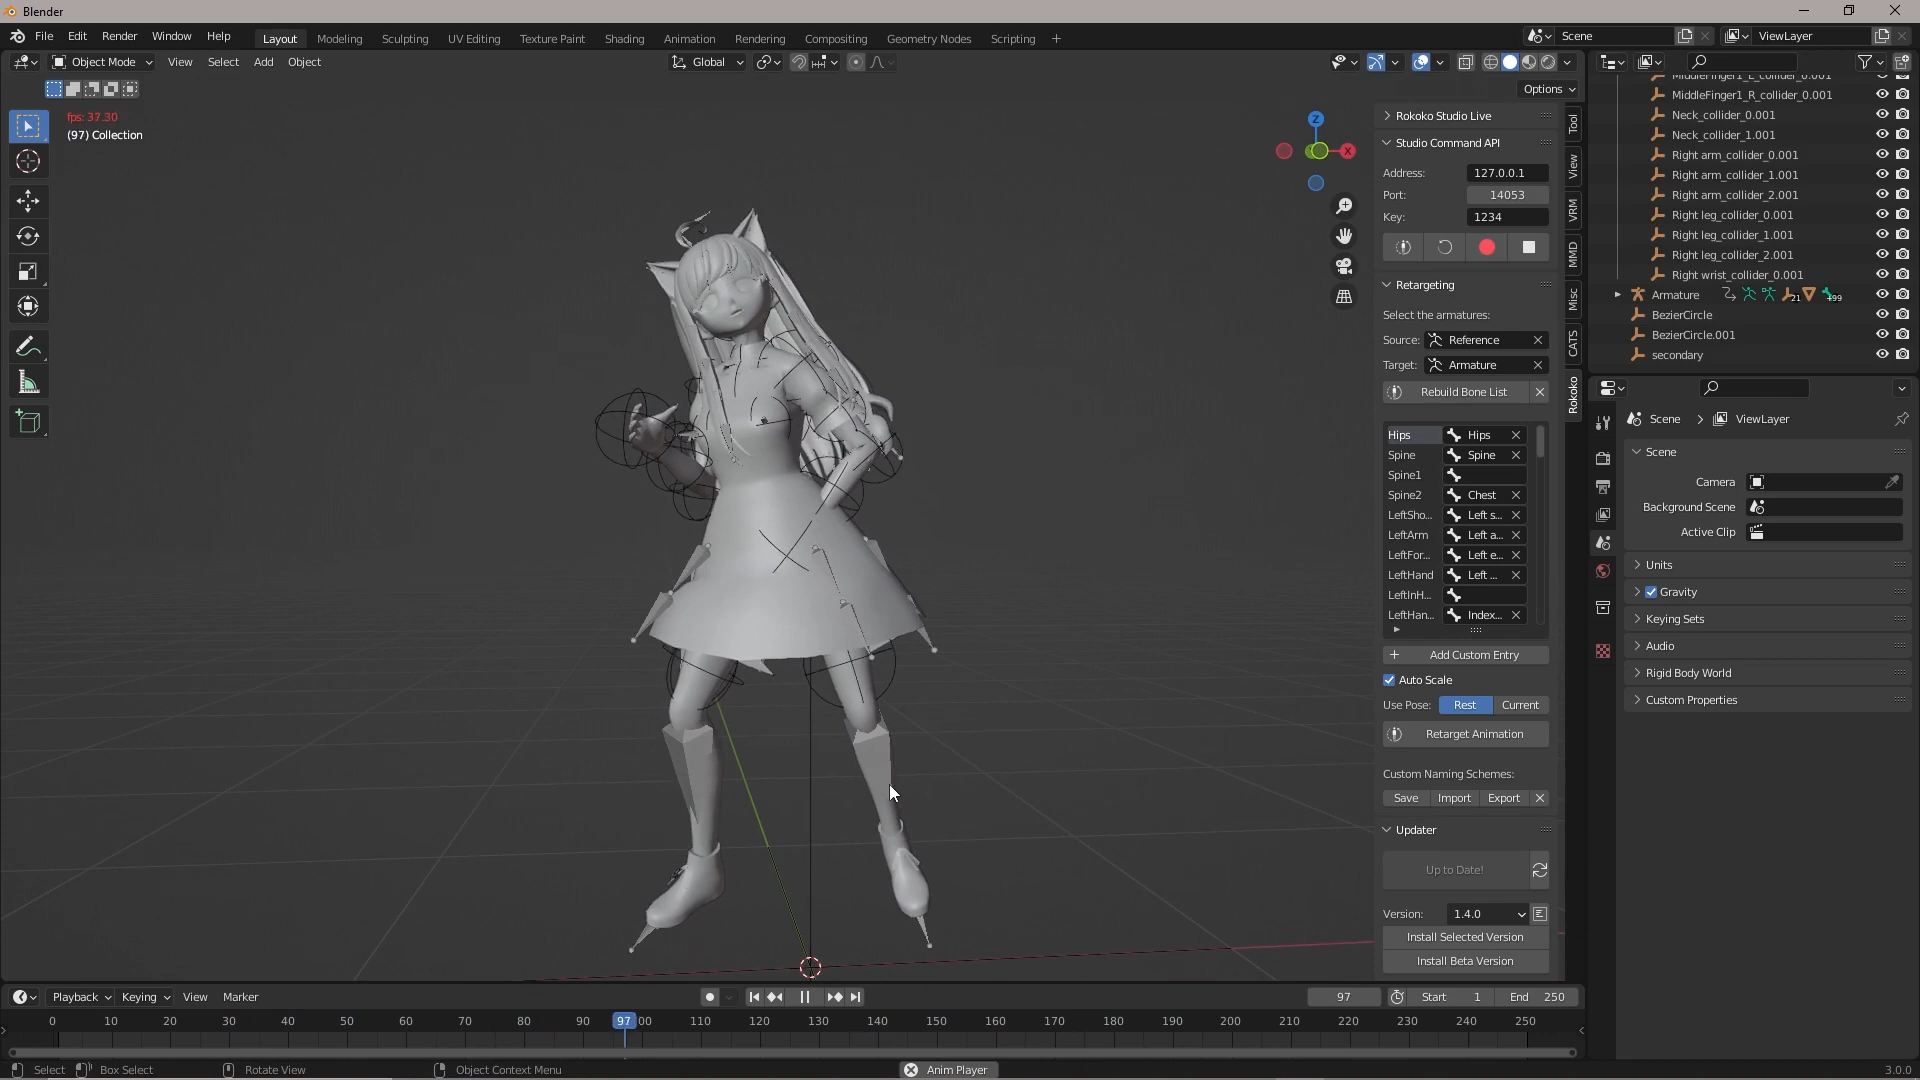 Blender
File Edit Render Window Help
Layout Modeling Sculpting UV Editing Texture Paint Shading Animation Rendering Compositing Geometry Nodes Scripting +
Scene
ViewLayer
Object Mode View Select Add Object
Global
Options
fps: 37.30
(97) Collection
Z
X
Rokoko Studio Live
Studio Command API
Address: 127.0.0.1
Port: 14053
Key: 1234
Retargeting
Select the armatures:
Source: Reference
Target: Armature
Rebuild Bone List
Hips Hips
Spine Spine
Spine1
Spine2 Chest
LeftSho... Left s...
LeftArm Left a...
LeftFor... Left e...
LeftHand Left ...
LeftInH...
LeftHan... Index...
Add Custom Entry
Auto Scale
Use Pose: Rest Current
Retarget Animation
Custom Naming Schemes:
Save Import Export
Updater
Up to Date!
Version: 1.4.0
Install Selected Version
Install Beta Version
Tool
View
VRM
MMD
Misc
CATS
Rokoko
MiddleFinger1_L_collider_0.001
MiddleFinger1_R_collider_0.001
Neck_collider_0.001
Neck_collider_1.001
Right arm_collider_0.001
Right arm_collider_1.001
Right arm_collider_2.001
Right leg_collider_0.001
Right leg_collider_1.001
Right leg_collider_2.001
Right wrist_collider_0.001
Armature 21 +99
BezierCircle
BezierCircle.001
secondary
Scene > ViewLayer
Scene
Camera
Background Scene
Active Clip
Units
Gravity
Keying Sets
Audio
Rigid Body World
Custom Properties
Playback Keying View Marker
97
Start 1
End 250
0 10 20 30 40 50 60 70 80 90 97 00 110 120 130 140 150 160 170 180 190 200 210 220 230 240 250
Select Box Select Rotate View Object Context Menu
Anim Player
3.0.0